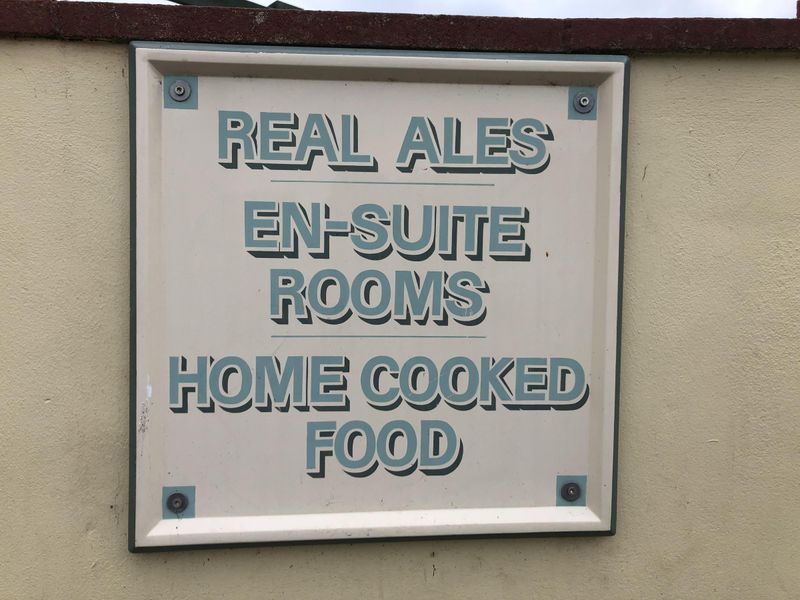 REAL ALES
EN-SUITE
ROOMS
HOME COOKED
FOOD